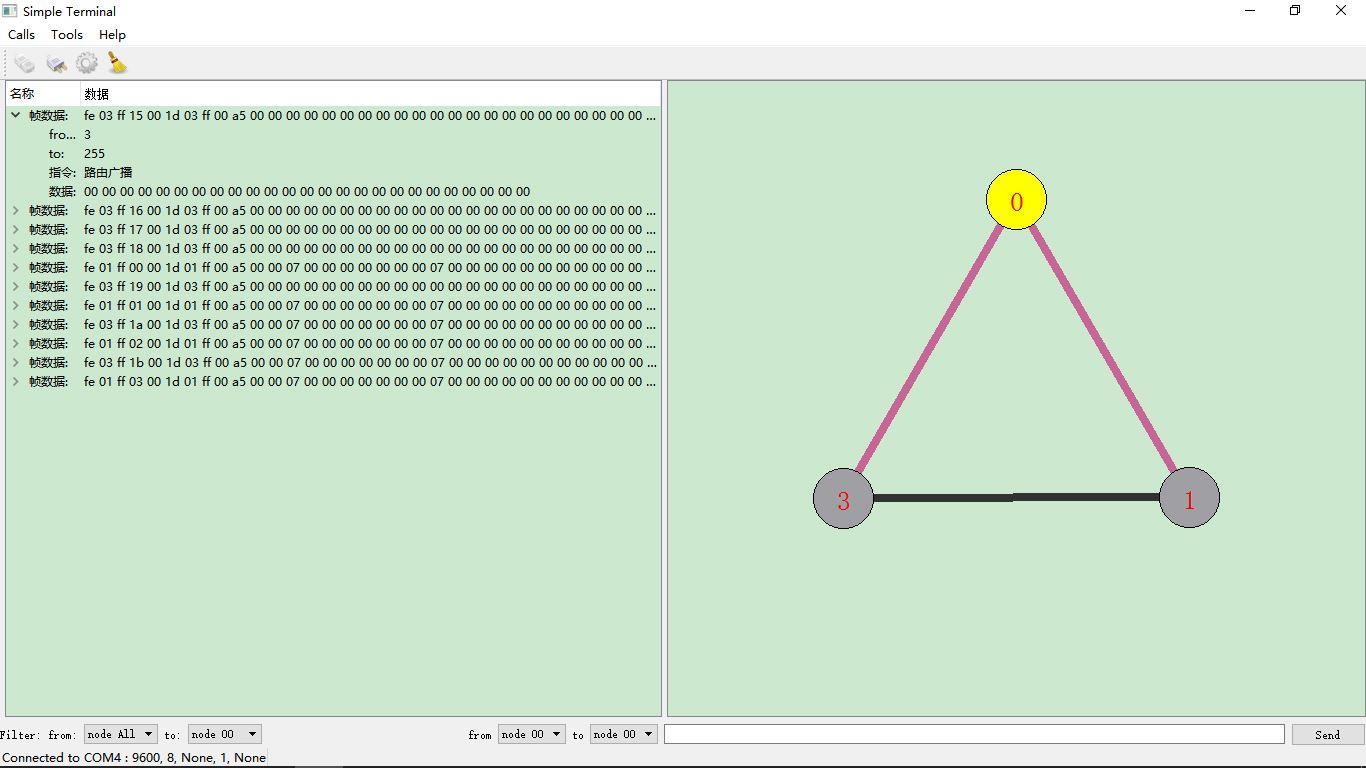 Simple Terminal
Calls Tools Help
名称 数据
帧数据: fe 03 ff 15 00 1d 03 ff 00 a5 00 00 00 00 00 00 00 00 00 00 00 00 00 00 00 00 00 00 00 00 00 00 ...
fro... 3
to: 255
指令: 路由广播
数据: 00 00 00 00 00 00 00 00 00 00 00 00 00 00 00 00 00 00 00 00 00 00 00 00 00
帧数据: fe 03 ff 16 00 1d 03 ff 00 a5 00 00 00 00 00 00 00 00 00 00 00 00 00 00 00 00 00 00 00 00 00 00 ...
帧数据: fe 03 ff 17 00 1d 03 ff 00 a5 00 00 00 00 00 00 00 00 00 00 00 00 00 00 00 00 00 00 00 00 00 00 ...
帧数据: fe 03 ff 18 00 1d 03 ff 00 a5 00 00 00 00 00 00 00 00 00 00 00 00 00 00 00 00 00 00 00 00 00 00 ...
帧数据: fe 01 ff 00 00 1d 01 ff 00 a5 00 00 07 00 00 00 00 00 00 00 07 00 00 00 00 00 00 00 00 00 00 00 ...
帧数据: fe 03 ff 19 00 1d 03 ff 00 a5 00 00 00 00 00 00 00 00 00 00 00 00 00 00 00 00 00 00 00 00 00 00 ...
帧数据: fe 01 ff 01 00 1d 01 ff 00 a5 00 00 07 00 00 00 00 00 00 00 07 00 00 00 00 00 00 00 00 00 00 00 ...
帧数据: fe 03 ff 1a 00 1d 03 ff 00 a5 00 00 07 00 00 00 00 00 00 00 07 00 00 00 00 00 00 00 00 00 00 00 ...
帧数据: fe 01 ff 02 00 1d 01 ff 00 a5 00 00 07 00 00 00 00 00 00 00 07 00 00 00 00 00 00 00 00 00 00 00 ...
帧数据: fe 03 ff 1b 00 1d 03 ff 00 a5 00 00 07 00 00 00 00 00 00 00 07 00 00 00 00 00 00 00 00 00 00 00 ...
帧数据: fe 01 ff 03 00 1d 01 ff 00 a5 00 00 07 00 00 00 00 00 00 00 07 00 00 00 00 00 00 00 00 00 00 00 ...
0
3 1
Filter: from: node All to: node 00 from node 00 to node 00 Send
Connected to COM4 : 9600, 8, None, 1, None